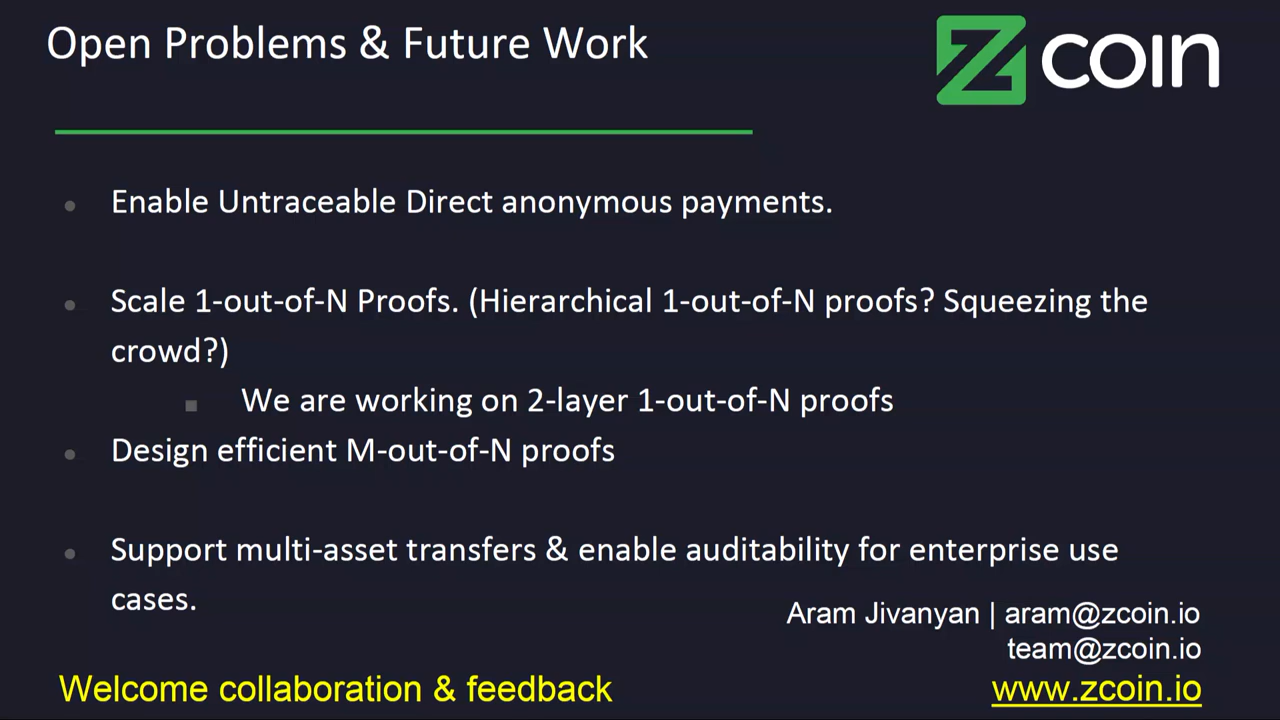 Open Problems & Future Work
Zcoin
Enable Untraceable Direct anonymous payments.
Scale 1-out-of-N Proofs. (Hierarchical 1-out-of-N proofs? Squeezing the
crowd?)
We are working on 2-layer 1-out-of-N proofs
Design efficient M-out-of-N proofs
Support multi-asset transfers & enable auditability for enterprise use
cases.
Aram Jivanyan | aram@zcoin.io
team@zcoin.io
Welcome collaboration & feedback
www.zcoin.io